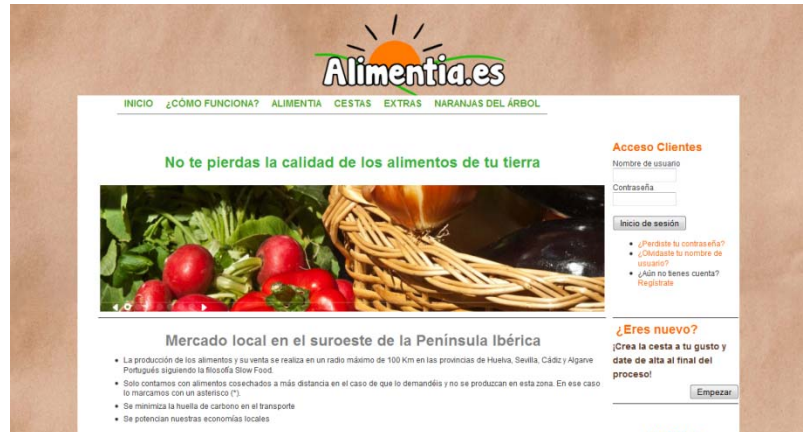 Alimentia.es
INICIO ¿CÓMO FUNCIONA? ALIMENTIA CESTAS EXTRAS NARANJAS DEL ÁRBOL
No te pierdas la calidad de los alimentos de tu tierra
Mercado local en el suroeste de la Península Ibérica
La producción de los alimentos y su venta se realiza en un radio máximo de 100 Km en las provincias de Huelva, Sevilla, Cádiz y Algarve
Portugués siguiendo la filosofía Slow Food.
Solo contamos con alimentos cosechados a más distancia en el caso de que lo demandéis y no se produzcan en esta zona. En ese caso
lo marcamos con un asterisco (*).
Se minimiza la huella de carbono en el transporte
Se potencian nuestras economías locales
Acceso Clientes
Nombre de usuario
Contraseña
Inicio de sesión
¿Perdiste tu contraseña?
¿Olvidaste tu nombre de
usuario?
¿Aún no tienes cuenta?
Regístrate
¿Eres nuevo?
¡Crea la cesta a tu gusto y
date de alta al final del
proceso!
Empezar